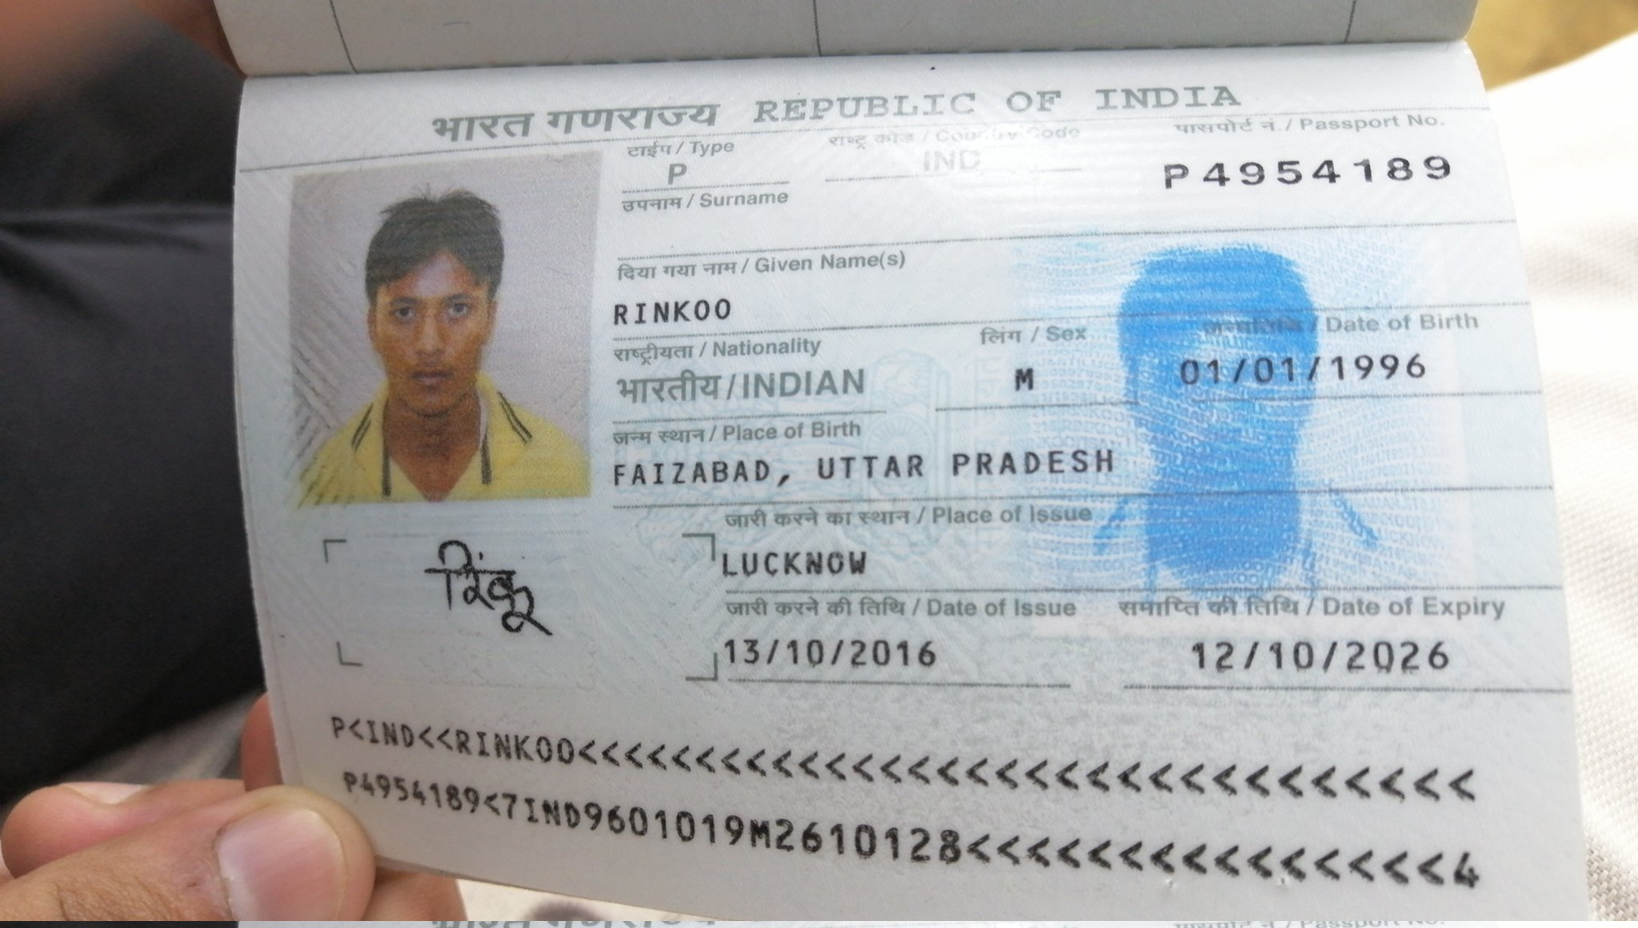 भारत गणराज्य REPUBLIC OF INDIA
टाईप / Type राष्ट्र कोड / Country Code पासपोर्ट नं. / Passport No.
P IND P4954189
उपनाम / Surname
दिया गया नाम / Given Name(s)
RINKOO
राष्ट्रीयता / Nationality लिंग / Sex जन्मतिथि / Date of Birth
भारतीय / INDIAN M 01/01/1996
जन्म स्थान / Place of Birth
FAIZABAD, UTTAR PRADESH
जारी करने का स्थान / Place of Issue
LUCKNOW
रिंकू
जारी करने की तिथि / Date of Issue समाप्ति की तिथि / Date of Expiry
13/10/2016 12/10/2026
P<IND<<RINKOO<<<<<<<<<<<<<<<<<<<<<<<<<<<<<<<
P4954189<7IND9601019M2610128<<<<<<<<<<<<<<<4